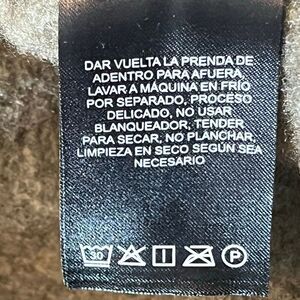 DAR VUELTA LA PRENDA DE
ADENTRO PARA AFUERA,
LAVAR A MÁQUINA EN FRÍO
POR SEPARADO, PROCESO
DELICADO, NO USAR
BLANQUEADOR, TENDER
PARA SECAR, NO PLANCHAR,
LIMPIEZA EN SECO SEGÚN SEA
NECESARIO
30 P